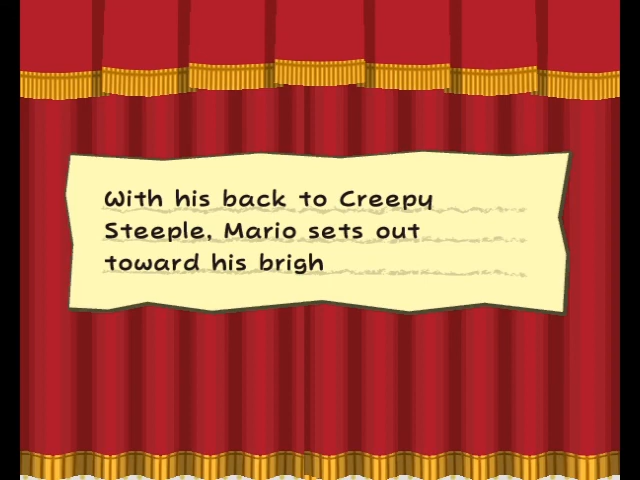 With his back to Creepy
Steeple, Mario sets out
toward his brigh